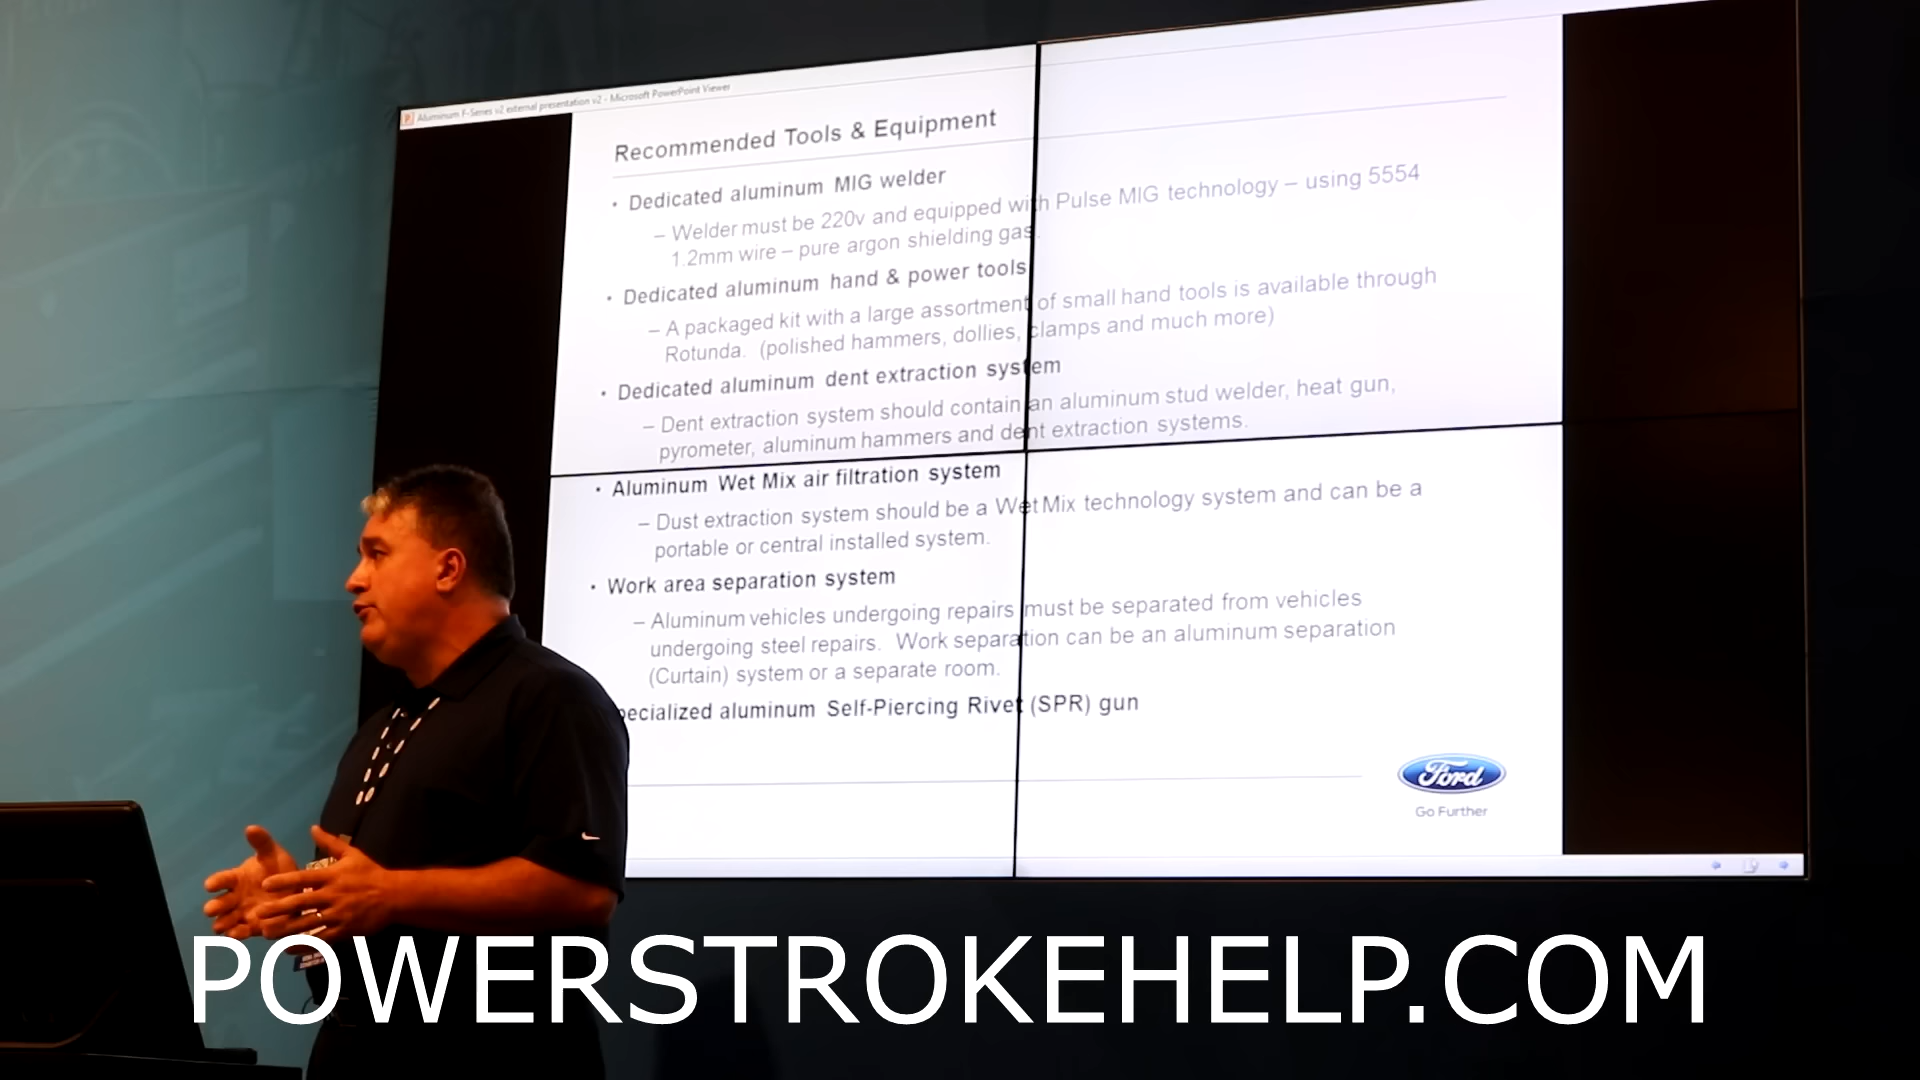 Aluminum F-Series v2 external presentation v2 - Microsoft PowerPoint Viewer
Recommended Tools & Equipment
• Dedicated aluminum MIG welder
– Welder must be 220v and equipped with Pulse MIG technology – using 5554
1.2mm wire – pure argon shielding gas.
• Dedicated aluminum hand & power tools
– A packaged kit with a large assortment of small hand tools is available through
Rotunda. (polished hammers, dollies, clamps and much more)
• Dedicated aluminum dent extraction system
– Dent extraction system should contain an aluminum stud welder, heat gun,
pyrometer, aluminum hammers and dent extraction systems.
• Aluminum Wet Mix air filtration system
– Dust extraction system should be a Wet Mix technology system and can be a
portable or central installed system.
• Work area separation system
– Aluminum vehicles undergoing repairs must be separated from vehicles
undergoing steel repairs. Work separation can be an aluminum separation
(Curtain) system or a separate room.
pecialized aluminum Self-Piercing Rivet (SPR) gun
Ford
Go Further
POWERSTROKEHELP.COM